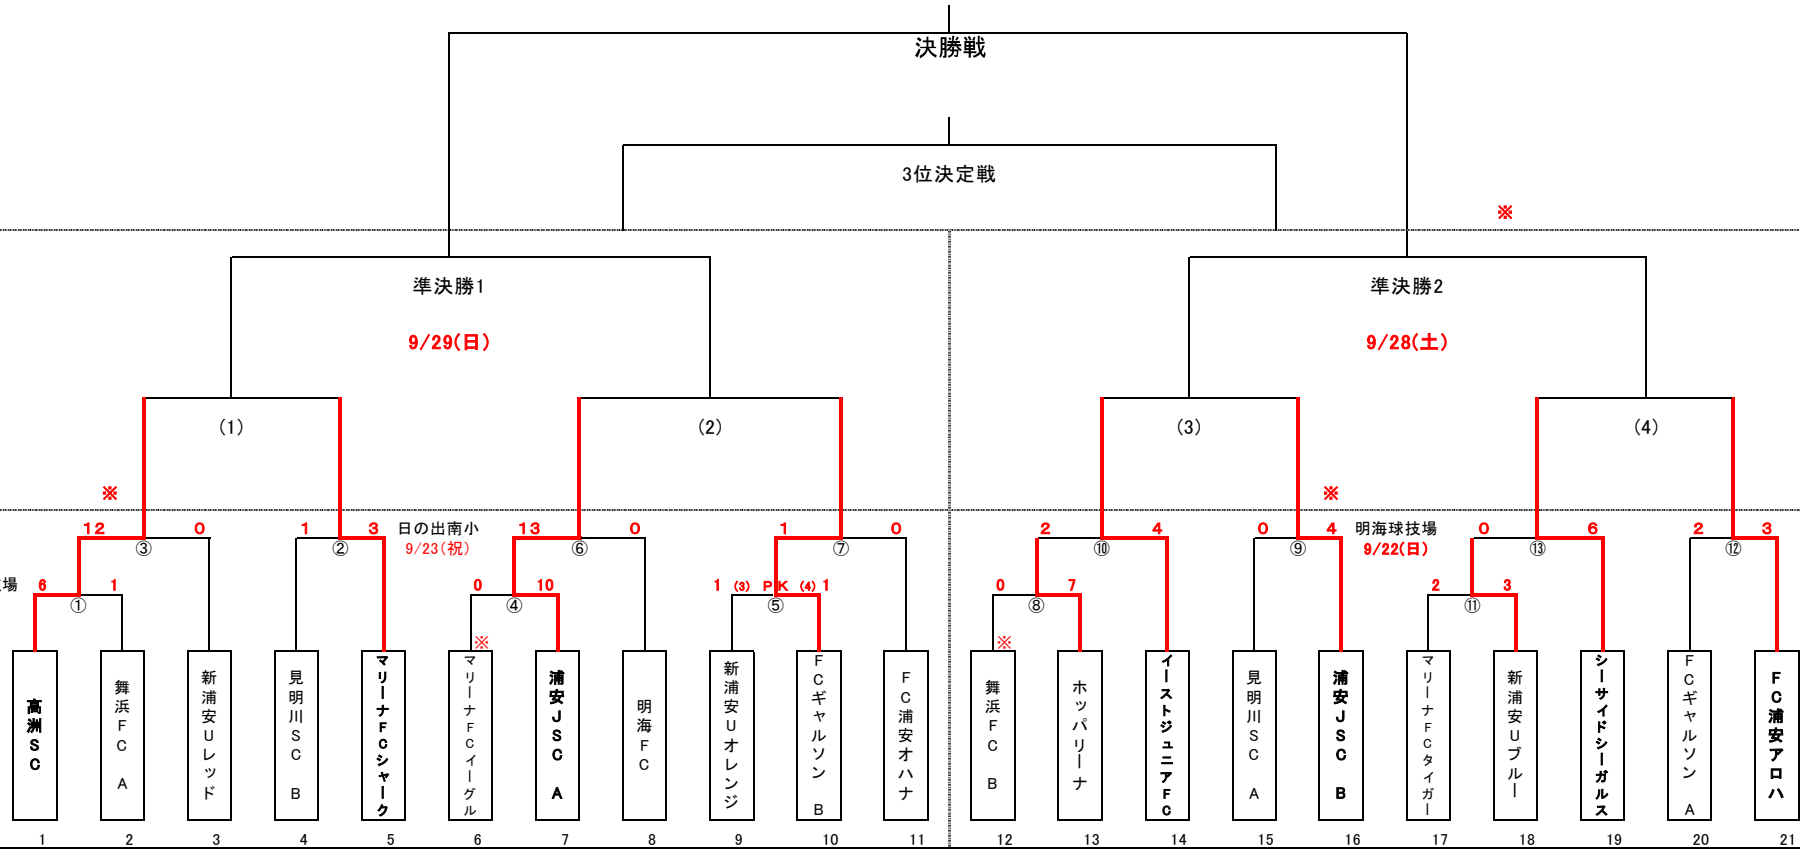 決勝戦
3位決定戦
※
準決勝1
準決勝2
9/29(日)
9/28(土)
(1)
(2)
(3)
(4)
※
※
12 0 1 3 日の出南小 13 0 1 0 2 4 0 4 明海球技場 0 6 2 3
③ ② 9/23(祝) ⑥ ⑦ ⑩ ⑨ 9/22(日) ⑬ ⑫
場 6 1 0 10 1 (3) PK (4) 1 0 7 2 3
① ④ ⑤ ⑧ ⑪
※ ※
高洲SC
舞浜FC A
新浦安Uレッド
見明川SC B
マリーナFCシャーク
マリーナFCイーグル
浦安JSC A
明海FC
新浦安Uオレンジ
FCギャルソン B
FC浦安オハナ
舞浜FC B
ホッパリーナ
イーストジュニアFC
見明川SC A
浦安JSC B
マリーナFCタイガー
新浦安Uブルー
シーサイドシーガルス
FCギャルソン A
FC浦安アロハ
1 2 3 4 5 6 7 8 9 10 11 12 13 14 15 16 17 18 19 20 21